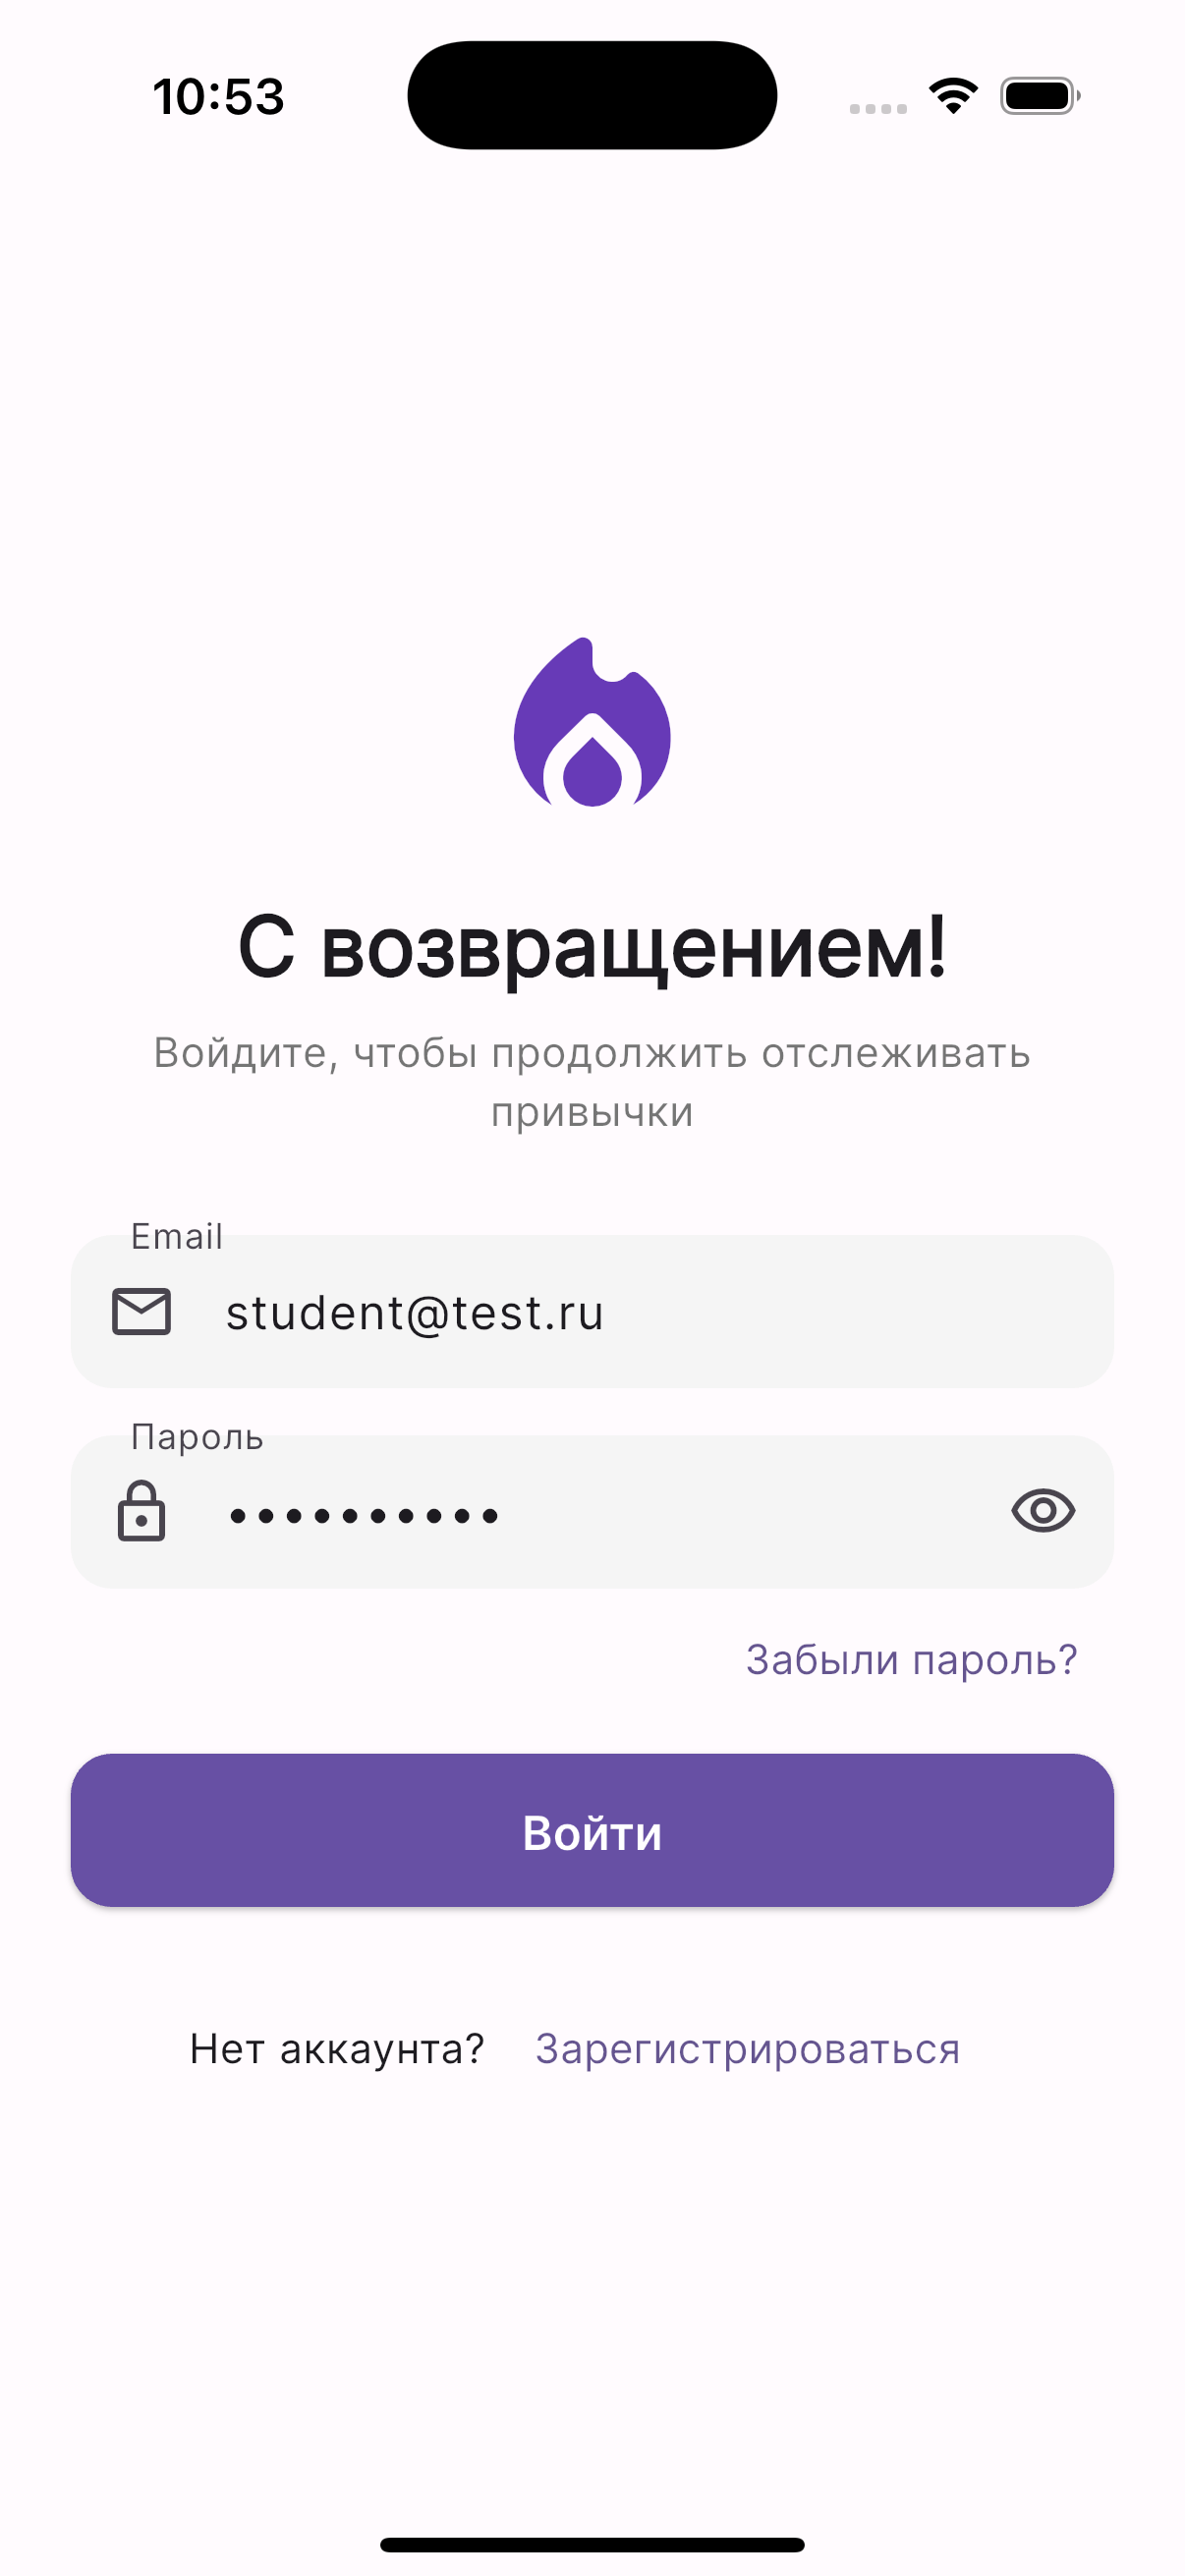 10:53
С возвращением!
Войдите, чтобы продолжить отслеживать
привычки
Email
student@test.ru
Пароль
••••••••••
Забыли пароль?
Войти
Нет аккаунта? Зарегистрироваться